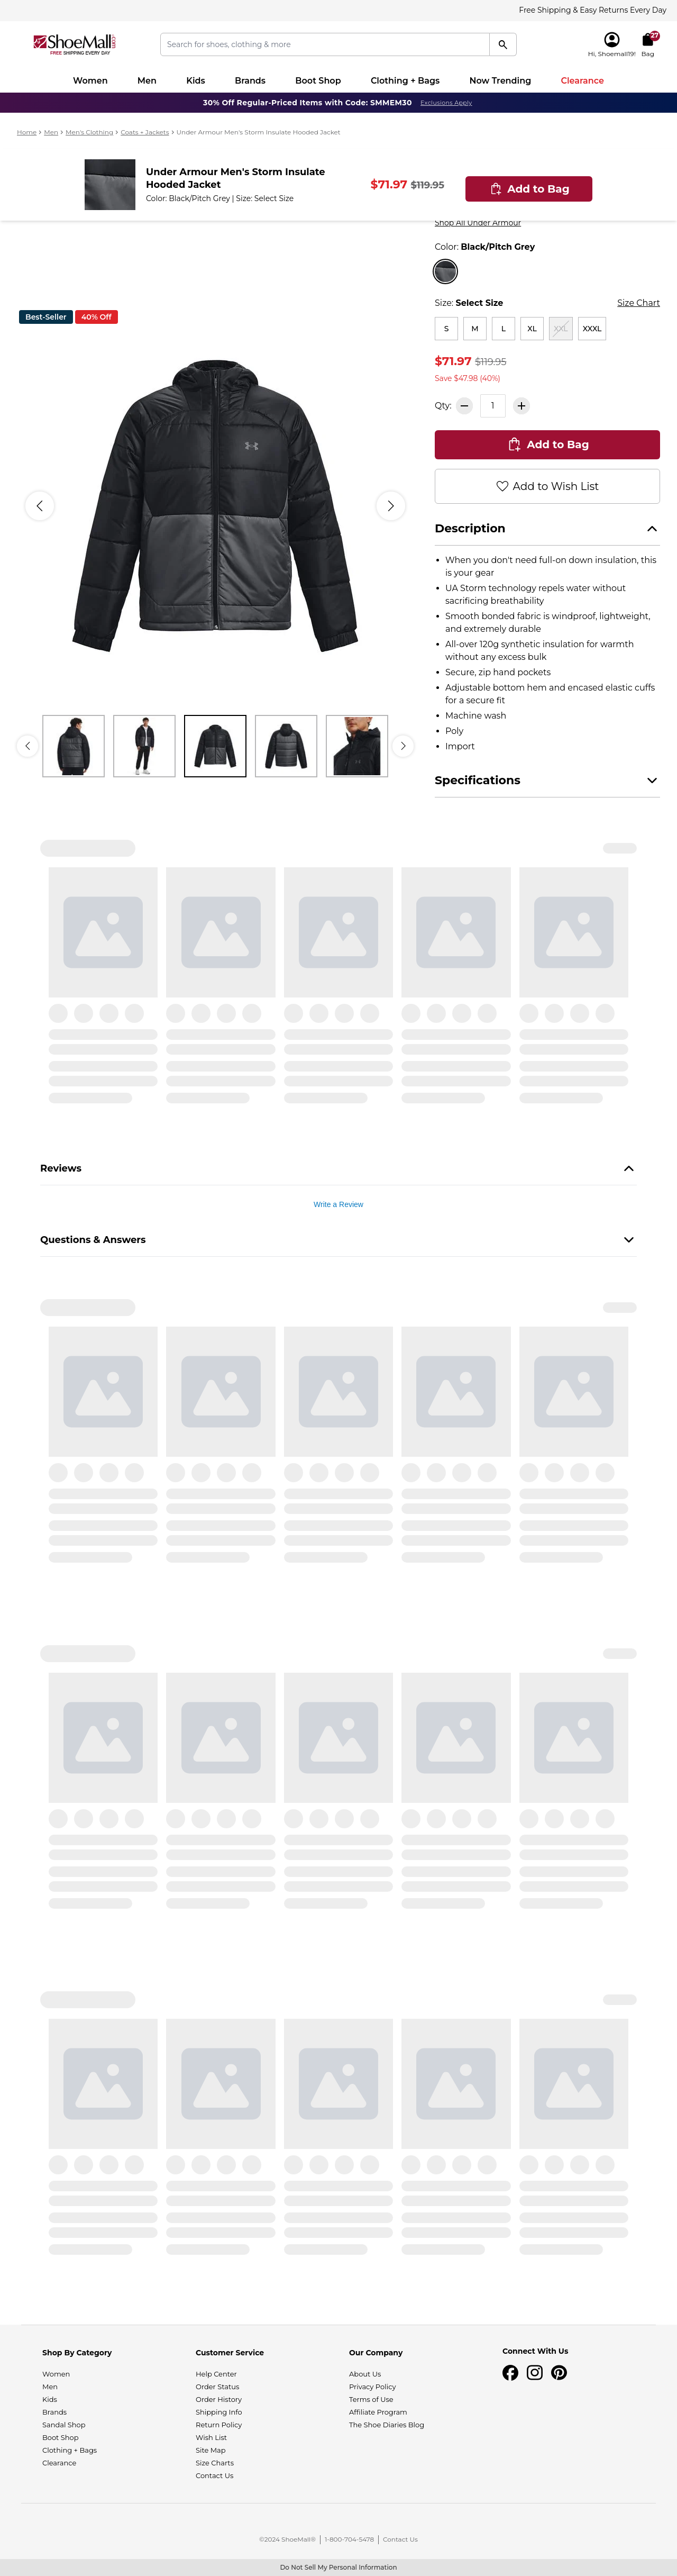 Free Shipping & Easy Returns Every Day
ShoeMall.com
FREE SHIPPING EVERY DAY
Search for shoes, clothing & more
27
Hi, Shoemall19!
Bag
Women
Men
Kids
Brands
Boot Shop
Clothing + Bags
Now Trending
Clearance
30% Off Regular-Priced Items with Code: SMMEM30 Exclusions Apply
Home > Men > Men's Clothing > Coats + Jackets > Under Armour Men's Storm Insulate Hooded Jacket
Under Armour Men's Storm Insulate
Hooded Jacket
Color: Black/Pitch Grey | Size: Select Size
$71.97 $119.95
Add to Bag
Shop All Under Armour
Color: Black/Pitch Grey
Best-Seller
40% Off
Size: Select Size
Size Chart
S
M
L
XL
XXL
XXXL
$71.97 $119.95
Save $47.98 (40%)
Qty:
1
Add to Bag
Add to Wish List
Description
• When you don't need full-on down insulation, this
is your gear
• UA Storm technology repels water without
sacrificing breathability
• Smooth bonded fabric is windproof, lightweight,
and extremely durable
• All-over 120g synthetic insulation for warmth
without any excess bulk
• Secure, zip hand pockets
• Adjustable bottom hem and encased elastic cuffs
for a secure fit
• Machine wash
• Poly
• Import
Specifications
Reviews
Write a Review
Questions & Answers
Shop By Category
Women
Men
Kids
Brands
Sandal Shop
Boot Shop
Clothing + Bags
Clearance
Customer Service
Help Center
Order Status
Order History
Shipping Info
Return Policy
Wish List
Site Map
Size Charts
Contact Us
Our Company
About Us
Privacy Policy
Terms of Use
Affiliate Program
The Shoe Diaries Blog
Connect With Us
©2024 ShoeMall® | 1-800-704-5478 | Contact Us
Do Not Sell My Personal Information